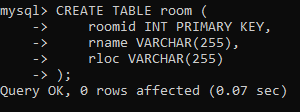 mysql> CREATE TABLE room (
    ->     roomid INT PRIMARY KEY,
    ->     rname VARCHAR(255),
    ->     rloc VARCHAR(255)
    -> );
Query OK, 0 rows affected (0.07 sec)